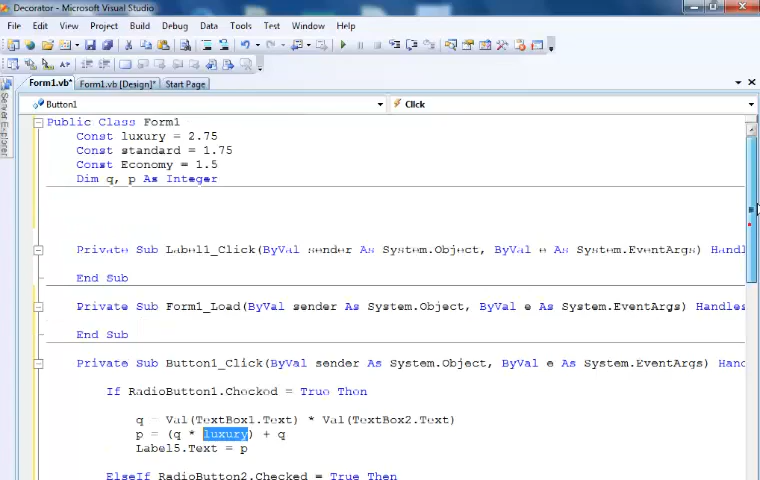 Decorator - Microsoft Visual Studio
File Edit View Project Build Debug Data Tools Test Window Help
Form1.vb* Form1.vb [Design]* Start Page
Button1 Click
Server Explorer
Public Class Form1
Const luxury = 2.75
Const standard = 1.75
Const Economy = 1.5
Dim q, p As Integer
Private Sub Label1_Click(ByVal sender As System.Object, ByVal e As System.EventArgs) Handl
End Sub
Private Sub Form1_Load(ByVal sender As System.Object, ByVal e As System.EventArgs) Handles
End Sub
Private Sub Button1_Click(ByVal sender As System.Object, ByVal e As System.EventArgs) Han
If RadioButton1.Checked = True Then
q = Val(TextBox1.Text) * Val(TextBox2.Text)
p = (q * luxury) + q
Label5.Text = p
ElseIf RadioButton2.Checked = True Then